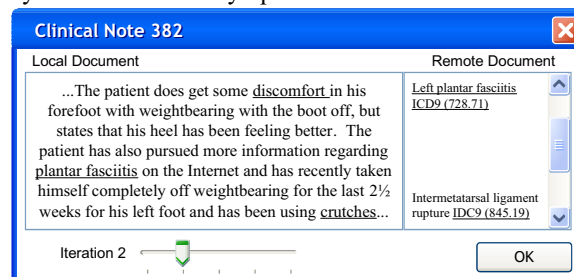 Clinical Note 382
Local Document
Remote Document
...The patient does get some discomfort in his
forefoot with weightbearing with the boot off, but
states that his heel has been feeling better. The
patient has also pursued more information regarding
plantar fasciitis on the Internet and has recently taken
himself completely off weightbearing for the last 2½
weeks for his left foot and has been using crutches...
Left plantar fasciitis
ICD9 (728.71)
Intermetatarsal ligament
rupture IDC9 (845.19)
Iteration 2
OK